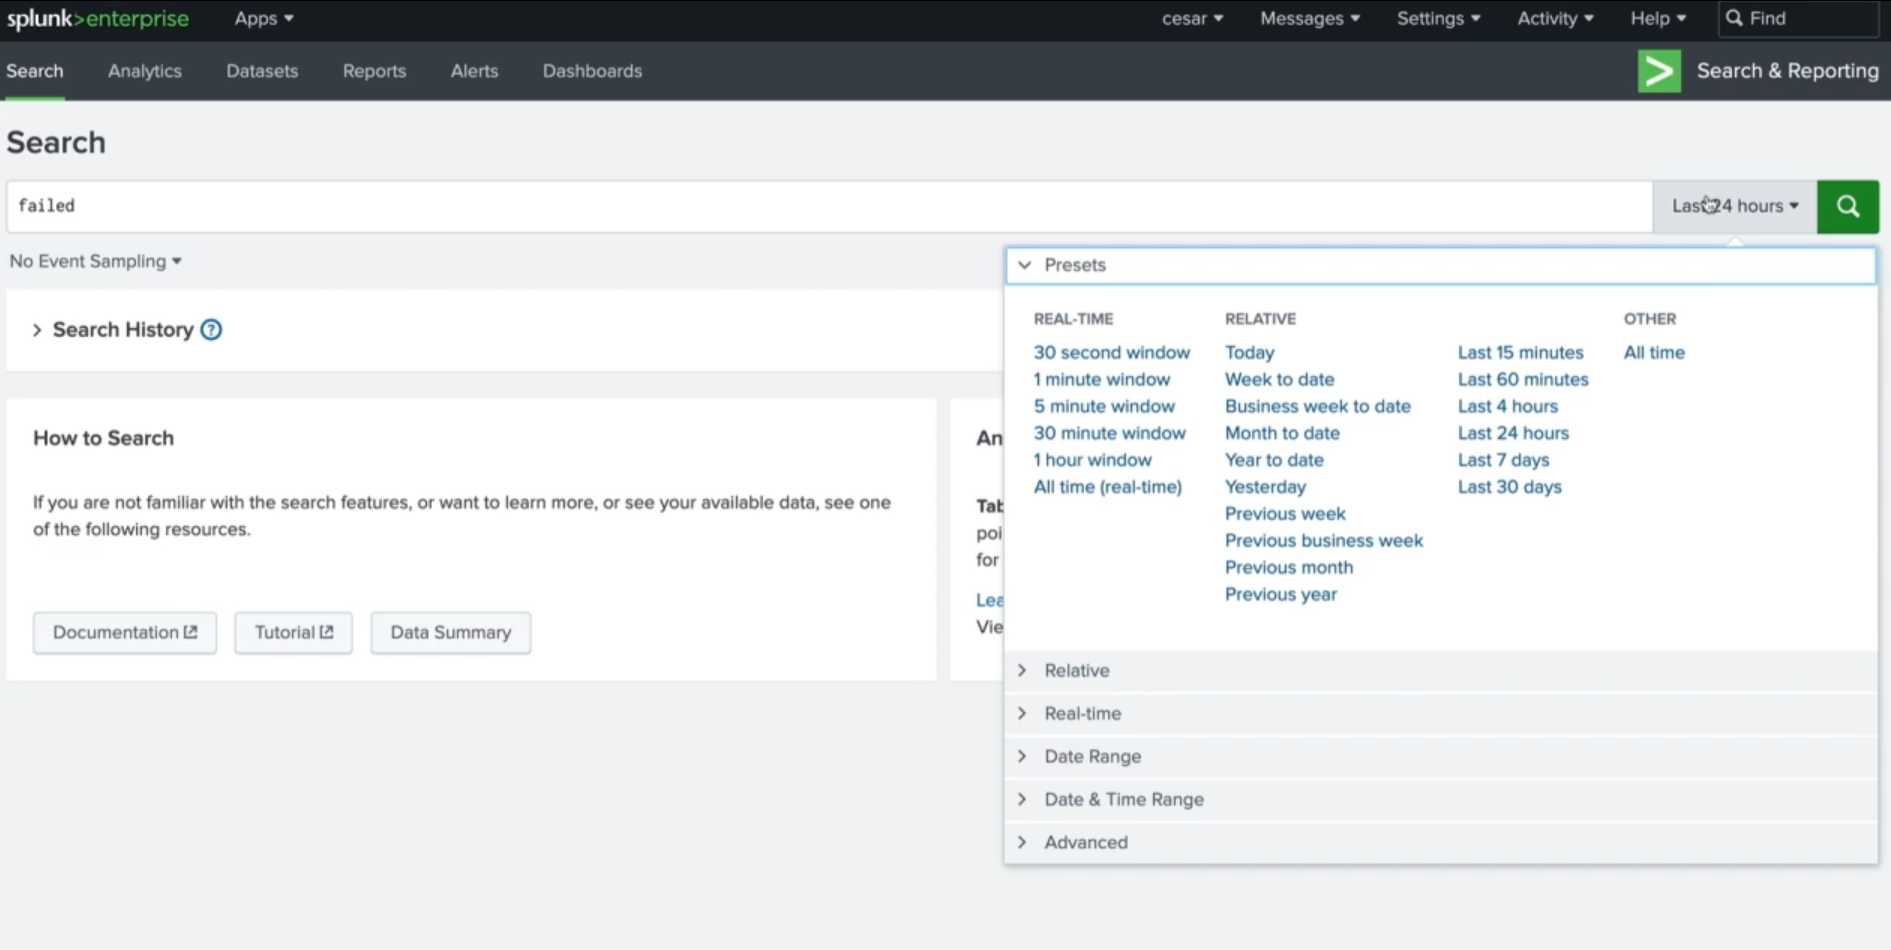 splunk>enterprise Apps cesar Messages Settings Activity Help Find
Search Analytics Datasets Reports Alerts Dashboards Search & Reporting
Search
failed Last 24 hours
No Event Sampling
Presets
Search History ?
REAL-TIME RELATIVE OTHER
30 second window Today Last 15 minutes All time
1 minute window Week to date Last 60 minutes
5 minute window Business week to date Last 4 hours
30 minute window Month to date Last 24 hours
1 hour window Year to date Last 7 days
All time (real-time) Yesterday Last 30 days
Previous week
Previous business week
Previous month
Previous year
How to Search
If you are not familiar with the search features, or want to learn more, or see your available data, see one
of the following resources.
Documentation Tutorial Data Summary
An
Tab
poi
for
Lea
Vie
Relative
Real-time
Date Range
Date & Time Range
Advanced